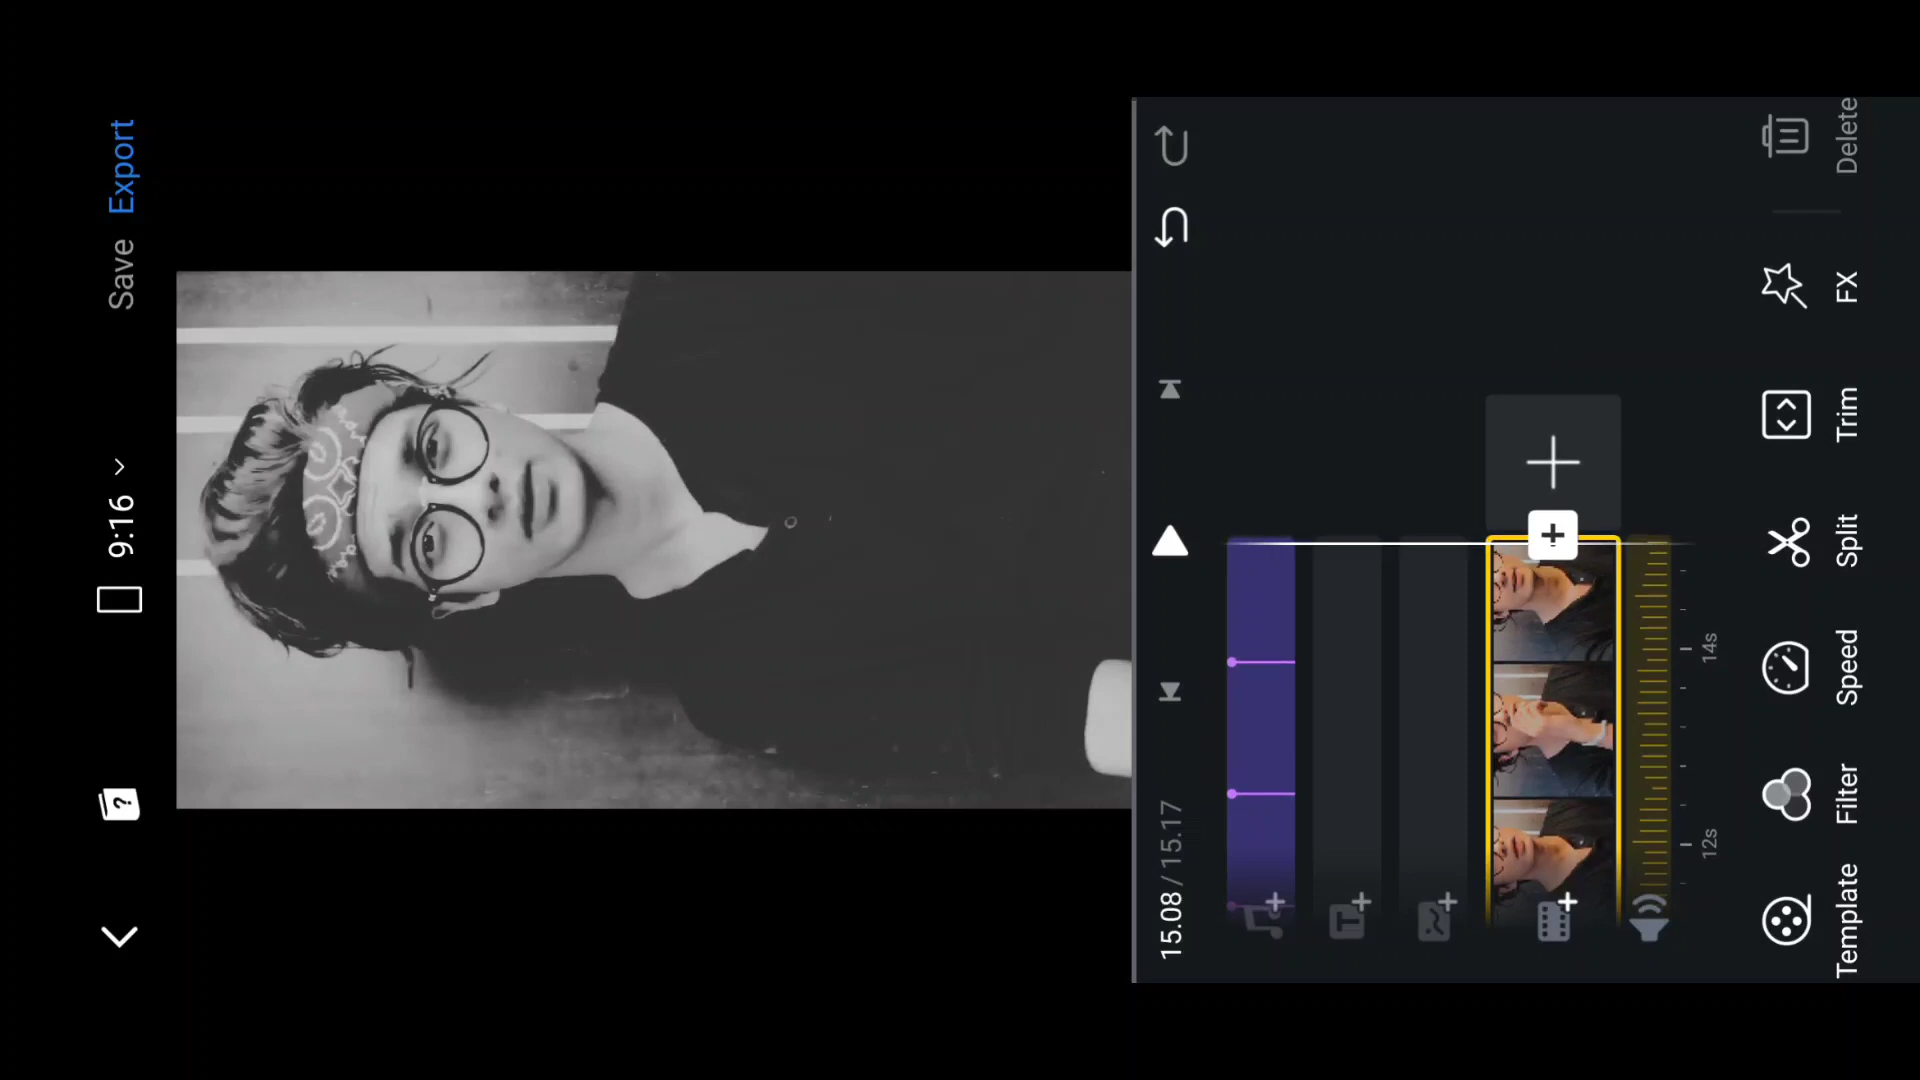 9:16
Save
Export
15.08 / 15.17
12s
14s
Template
Filter
Speed
Split
Trim
FX
Delete